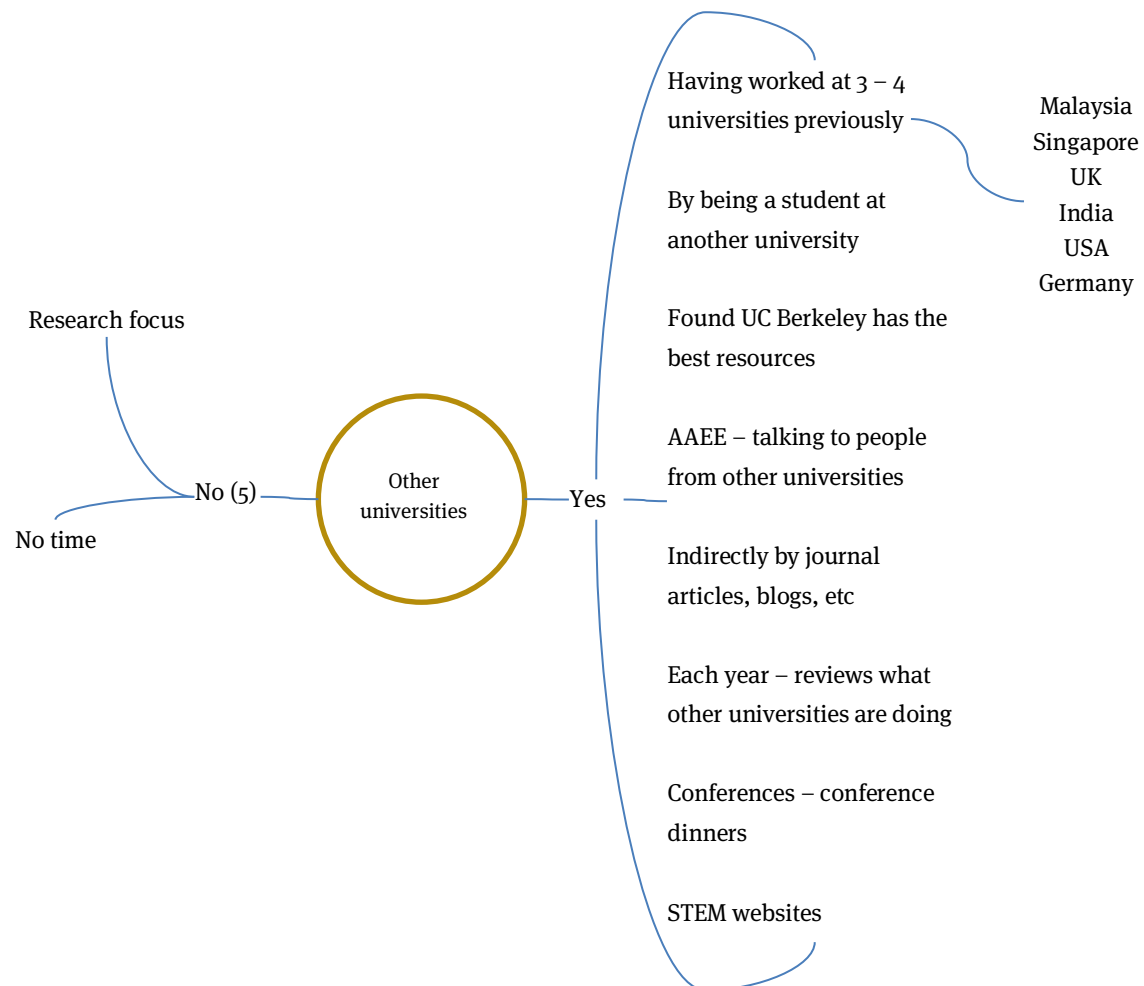 Research focus
No time
No (5)
Other
universities
Yes
Having worked at 3 – 4
universities previously
By being a student at
another university
Found UC Berkeley has the
best resources
AAEE – talking to people
from other universities
Indirectly by journal
articles, blogs, etc
Each year – reviews what
other universities are doing
Conferences – conference
dinners
STEM websites
Malaysia
Singapore
UK
India
USA
Germany